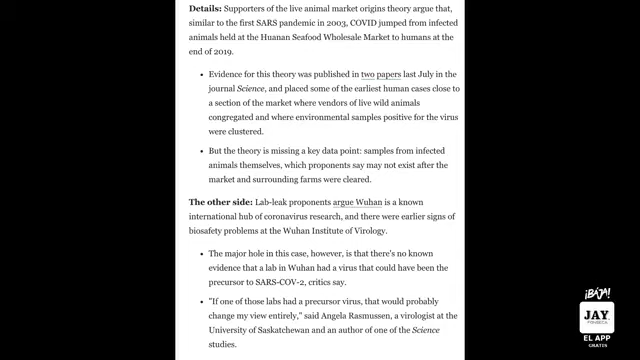 Details: Supporters of the live animal market origins theory argue that,
similar to the first SARS pandemic in 2003, COVID jumped from infected
animals held at the Huanan Seafood Wholesale Market to humans at the
end of 2019.
• Evidence for this theory was published in two papers last July in the
journal Science, and placed some of the earliest human cases close to
a section of the market where vendors of live wild animals
congregated and where environmental samples positive for the virus
were clustered.
• But the theory is missing a key data point: samples from infected
animals themselves, which proponents say may not exist after the
market and surrounding farms were cleared.
The other side: Lab-leak proponents argue Wuhan is a known
international hub of coronavirus research, and there were earlier signs of
biosafety problems at the Wuhan Institute of Virology.
• The major hole in this case, however, is that there's no known
evidence that a lab in Wuhan had a virus that could have been the
precursor to SARS-COV-2, critics say.
• "If one of those labs had a precursor virus, that would probably
change my view entirely," said Angela Rasmussen, a virologist at the
University of Saskatchewan and an author of one of the Science
studies.
¡BÁJA!
JAY
FONSECA
EL APP
GRATIS